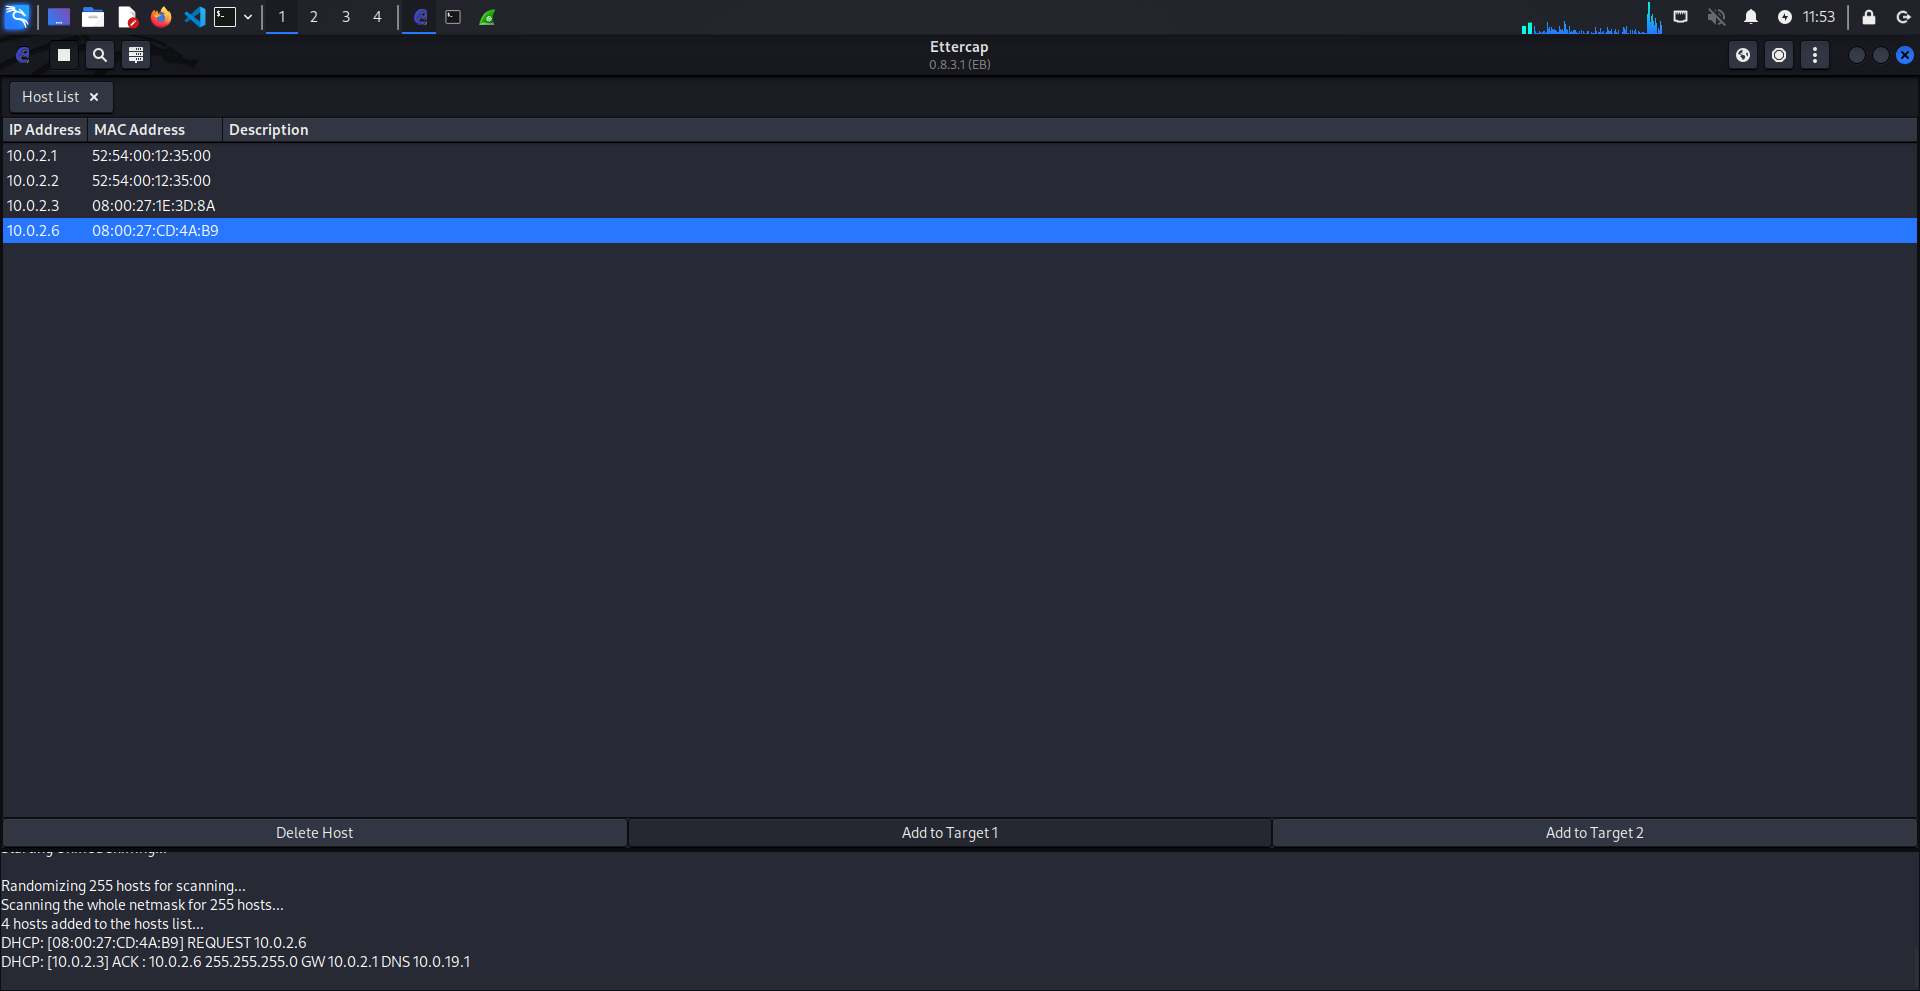 1 2 3 4
11:53
Ettercap
0.8.3.1 (EB)
Host List
IP Address MAC Address Description
10.0.2.1 52:54:00:12:35:00
10.0.2.2 52:54:00:12:35:00
10.0.2.3 08:00:27:1E:3D:8A
10.0.2.6 08:00:27:CD:4A:B9
Delete Host Add to Target 1 Add to Target 2
Starting Unified sniffing...
Randomizing 255 hosts for scanning...
Scanning the whole netmask for 255 hosts...
4 hosts added to the hosts list...
DHCP: [08:00:27:CD:4A:B9] REQUEST 10.0.2.6
DHCP: [10.0.2.3] ACK : 10.0.2.6 255.255.255.0 GW 10.0.2.1 DNS 10.0.19.1